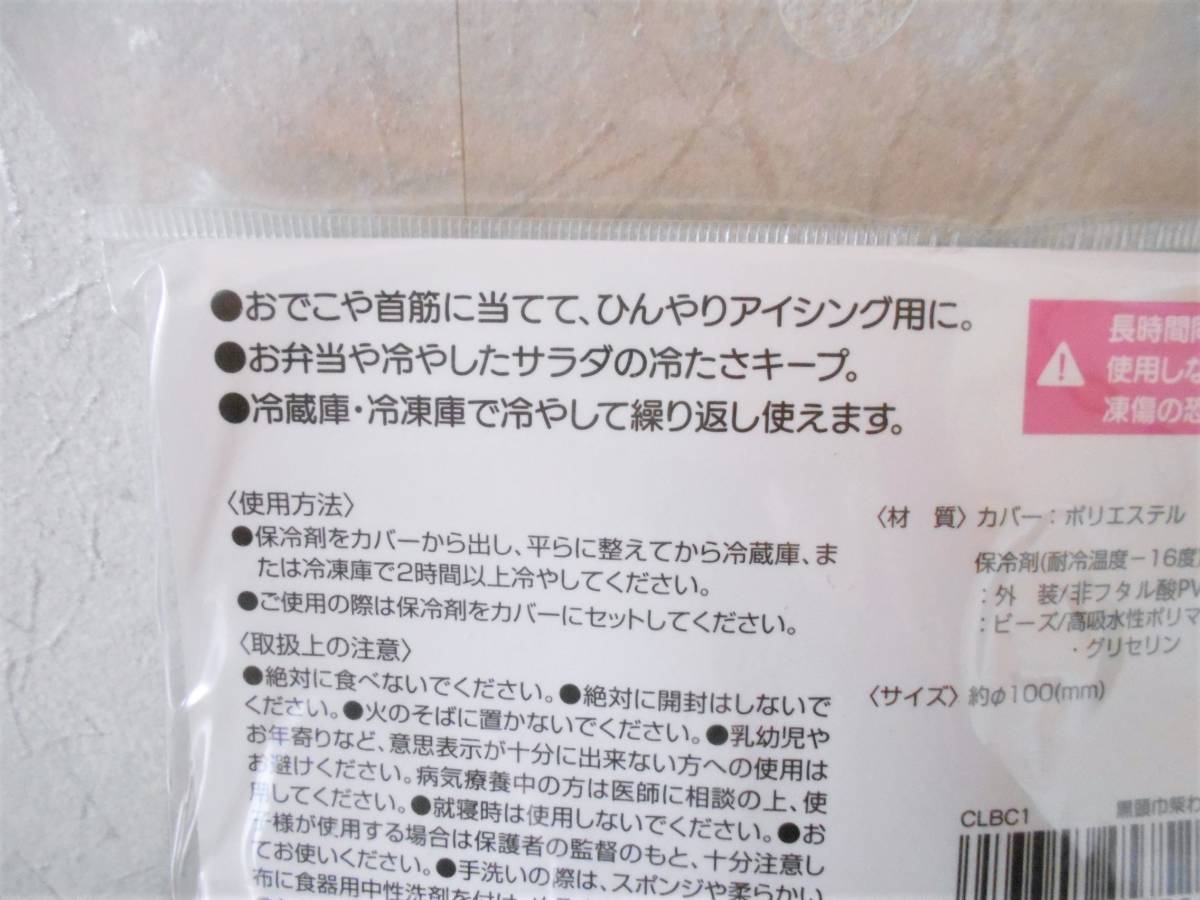 ●おでこや首筋に当てて、ひんやりアイシング用に。
●お弁当や冷やしたサラダの冷たさキープ。
●冷蔵庫・冷凍庫で冷やして繰り返し使えます。
長時間
使用しな
凍傷の恐
〈使用方法〉
●保冷剤をカバーから出し、平らに整えてから冷蔵庫、ま
たは冷凍庫で2時間以上冷やしてください。
●ご使用の際は保冷剤をカバーにセットしてください。
〈取扱上の注意〉
●絶対に食べないでください。●絶対に開封はしないで
ください。●火のそばに置かないでください。●乳幼児や
お年寄りなど、意思表示が十分に出来ない方への使用は
お避けください。病気療養中の方は医師に相談の上、使
用してください。●就寝時は使用しないでください。●お
子様が使用する場合は保護者の監督のもと、十分注意し
てお使いください。●手洗いの際は、スポンジや柔らかい
布に食器用中性洗剤を付け、
〈材 質〉カバー：ポリエステル
保冷剤(耐冷温度－16度)
：外 装/非フタル酸PV
：ビーズ/高吸水性ポリマ
・グリセリン
〈サイズ〉約φ100(mm)
CLBC1
黒頭巾柴わ